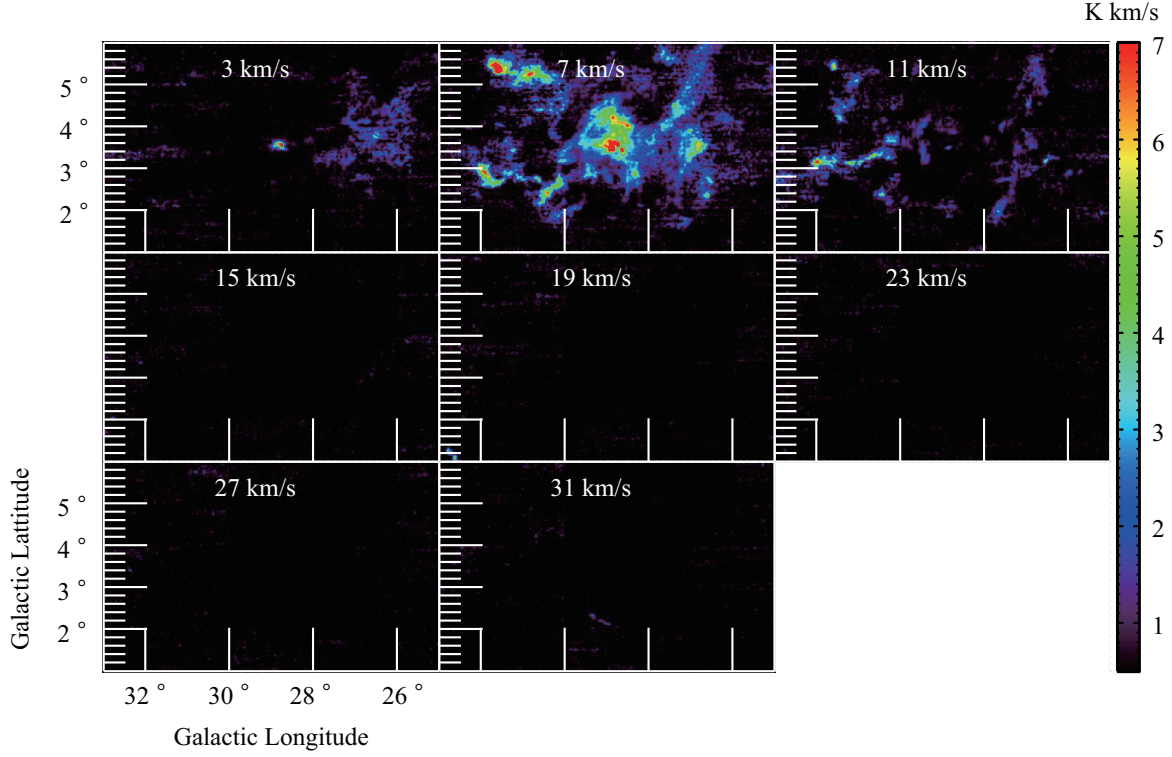 K km/s
3 km/s
7 km/s
11 km/s
5 °
4 °
3 °
2 °
15 km/s
19 km/s
23 km/s
27 km/s
31 km/s
5 °
4 °
3 °
2 °
32 °
30 °
28 °
26 °
Galactic Longitude
Galactic Lattitude
7
6
5
4
3
2
1